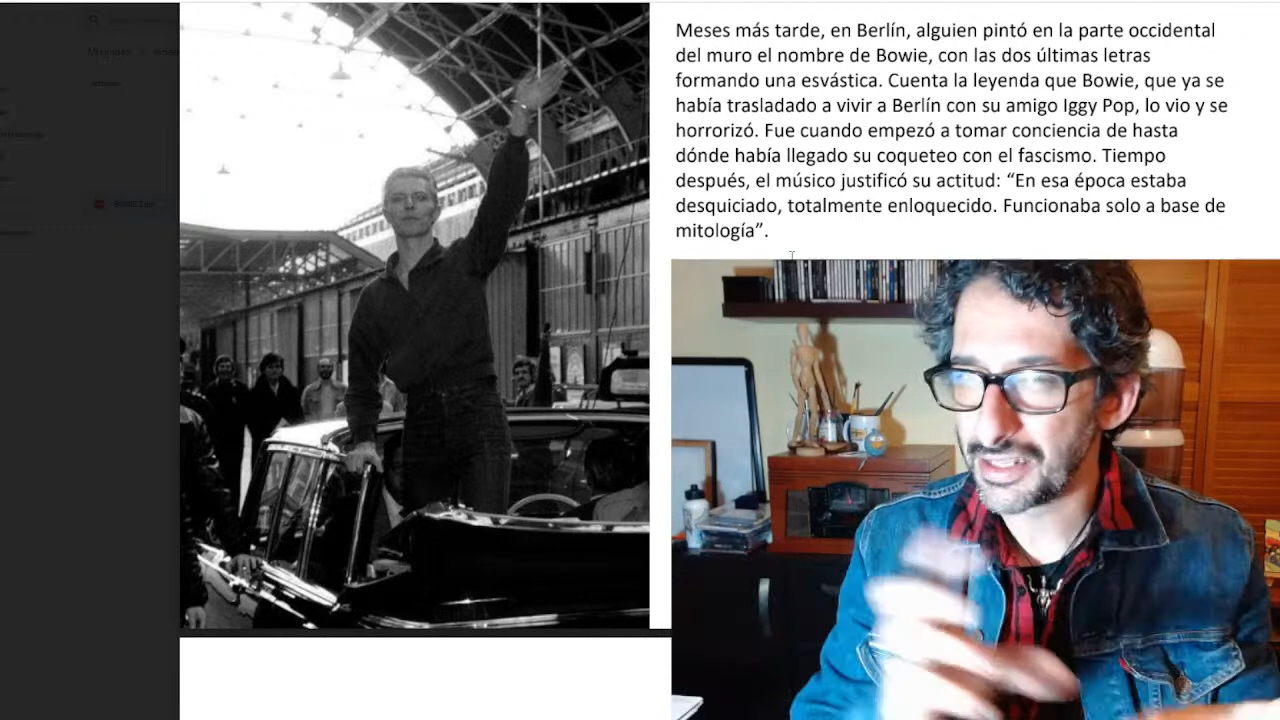 Meses más tarde, en Berlín, alguien pintó en la parte occidental
del muro el nombre de Bowie, con las dos últimas letras
formando una esvástica. Cuenta la leyenda que Bowie, que ya se
había trasladado a vivir a Berlín con su amigo Iggy Pop, lo vio y se
horrorizó. Fue cuando empezó a tomar conciencia de hasta
dónde había llegado su coqueteo con el fascismo. Tiempo
después, el músico justificó su actitud: “En esa época estaba
desquiciado, totalmente enloquecido. Funcionaba solo a base de
mitología”.